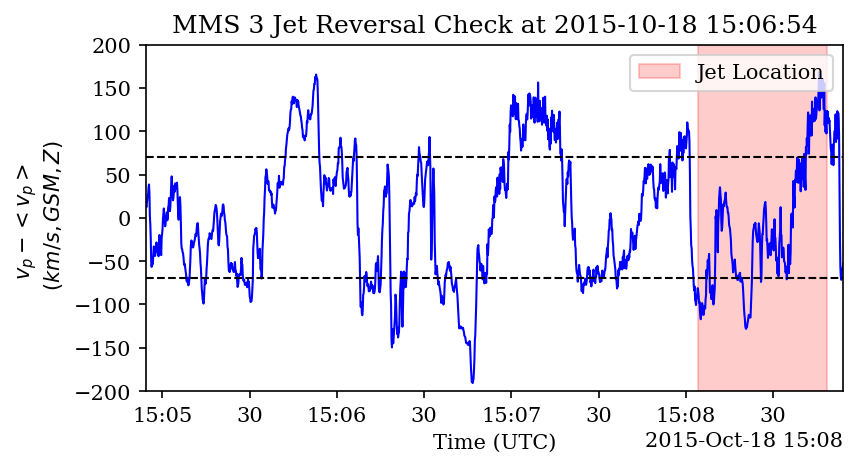 MMS 3 Jet Reversal Check at 2015-10-18 15:06:54
Jet Location
200
150
100
50
0
−50
−100
−150
−200
v_p − < v_p >
(km/s, GSM, Z)
15:05 30 15:06 30 15:07 30 15:08 30
Time (UTC)
2015-Oct-18 15:08